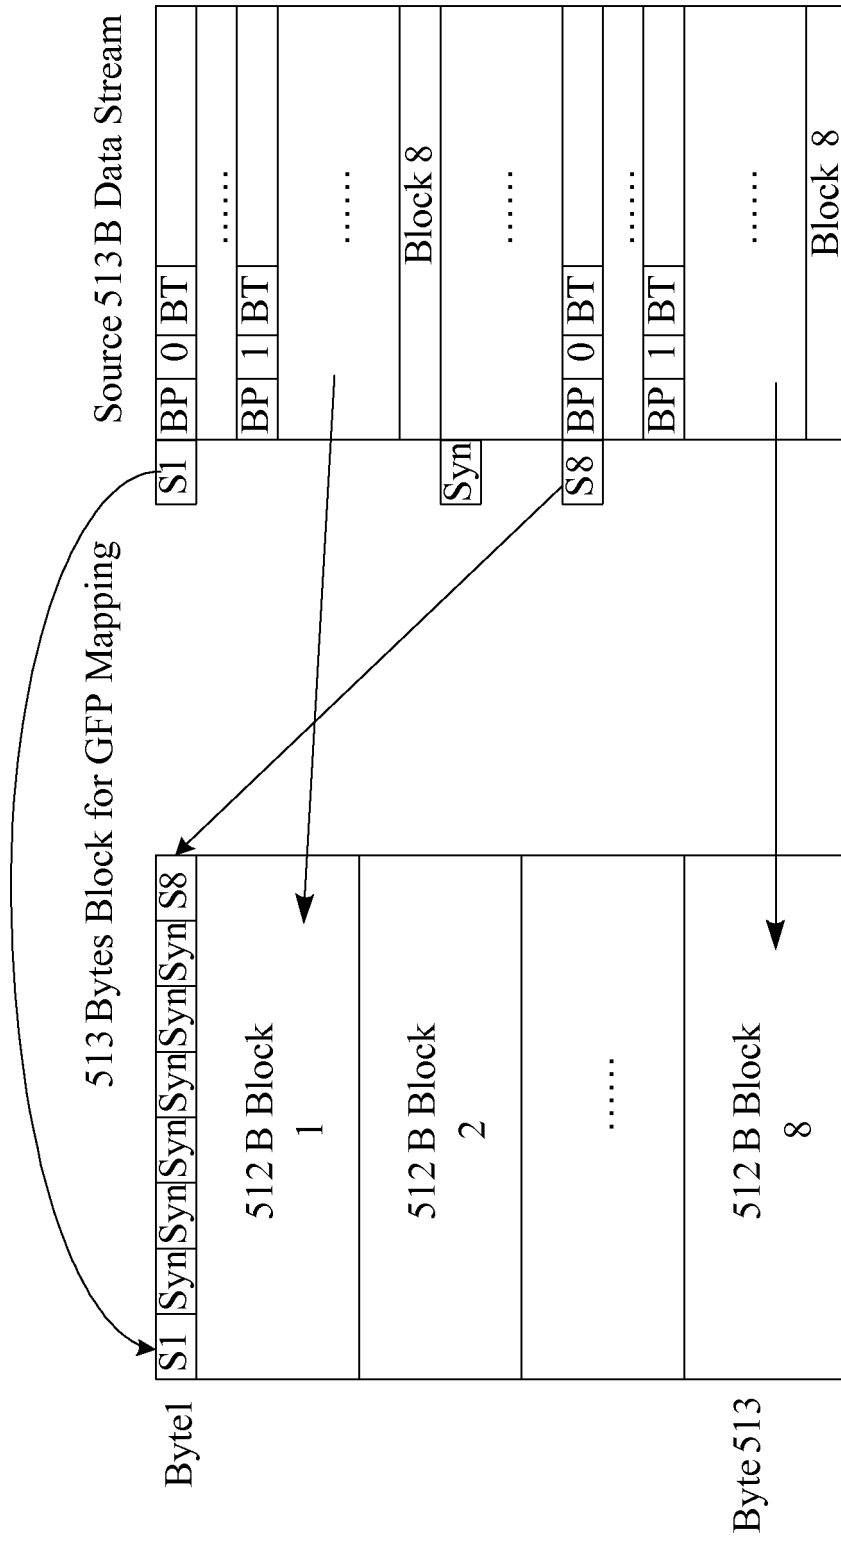 513 Bytes Block for GFP Mapping
Byte1
S1 Syn Syn Syn Syn Syn Syn S8
512 B Block
1
512 B Block
2
......
Byte 513
512 B Block
8
Source 513B Data Stream
S1 BP 0 BT
......
BP 1 BT
......
Block 8
Syn
......
S8 BP 0 BT
......
BP 1 BT
......
Block 8